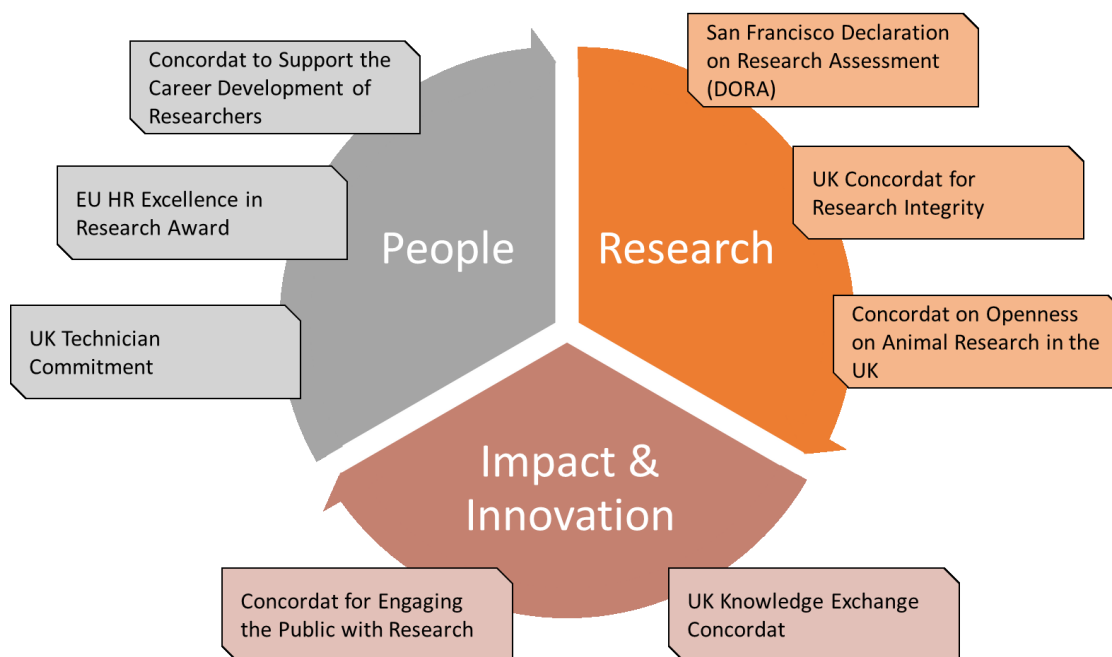 Concordat to Support the
Career Development of
Researchers
EU HR Excellence in
Research Award
UK Technician
Commitment
People
Research
San Francisco Declaration
on Research Assessment
(DORA)
UK Concordat for
Research Integrity
Concordat on Openness
on Animal Research in the
UK
Impact &
Innovation
Concordat for Engaging
the Public with Research
UK Knowledge Exchange
Concordat